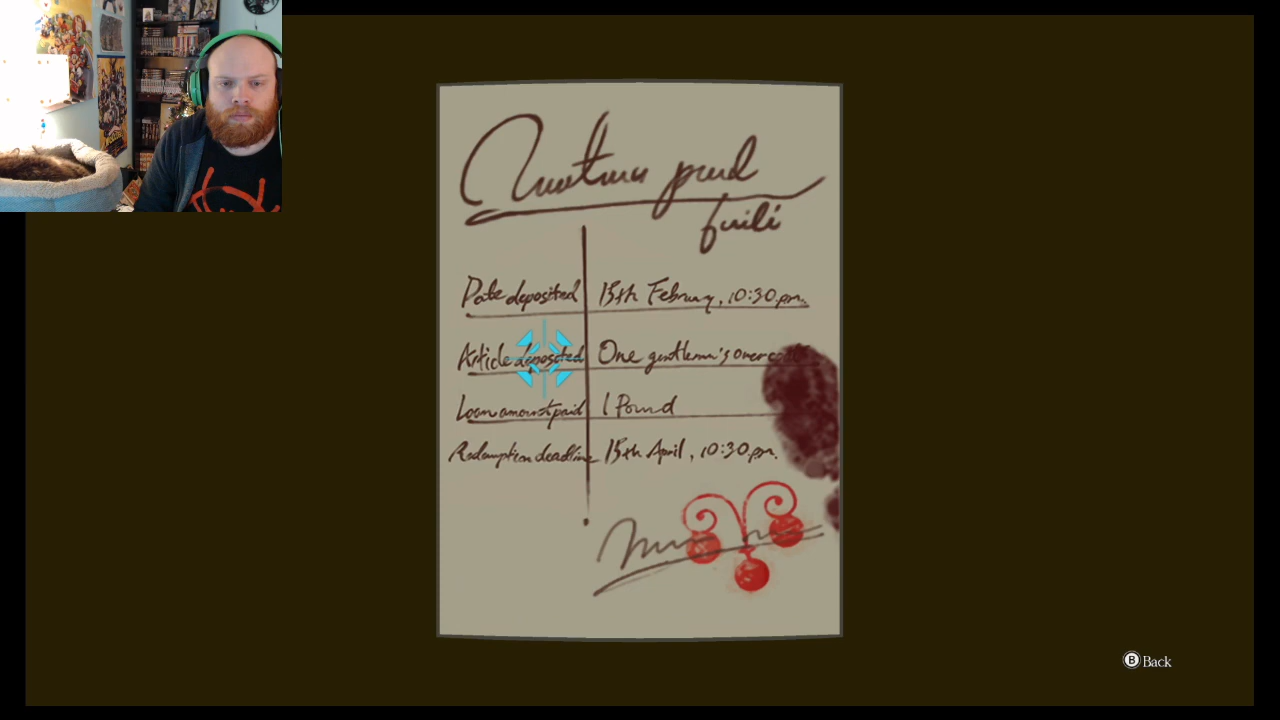 Date deposited 15th February, 10:30 p.m.
Article deposited One gentleman's overcoat
Loan amount paid 1 Pound
Redemption deadline 15th April, 10:30 p.m.
B Back